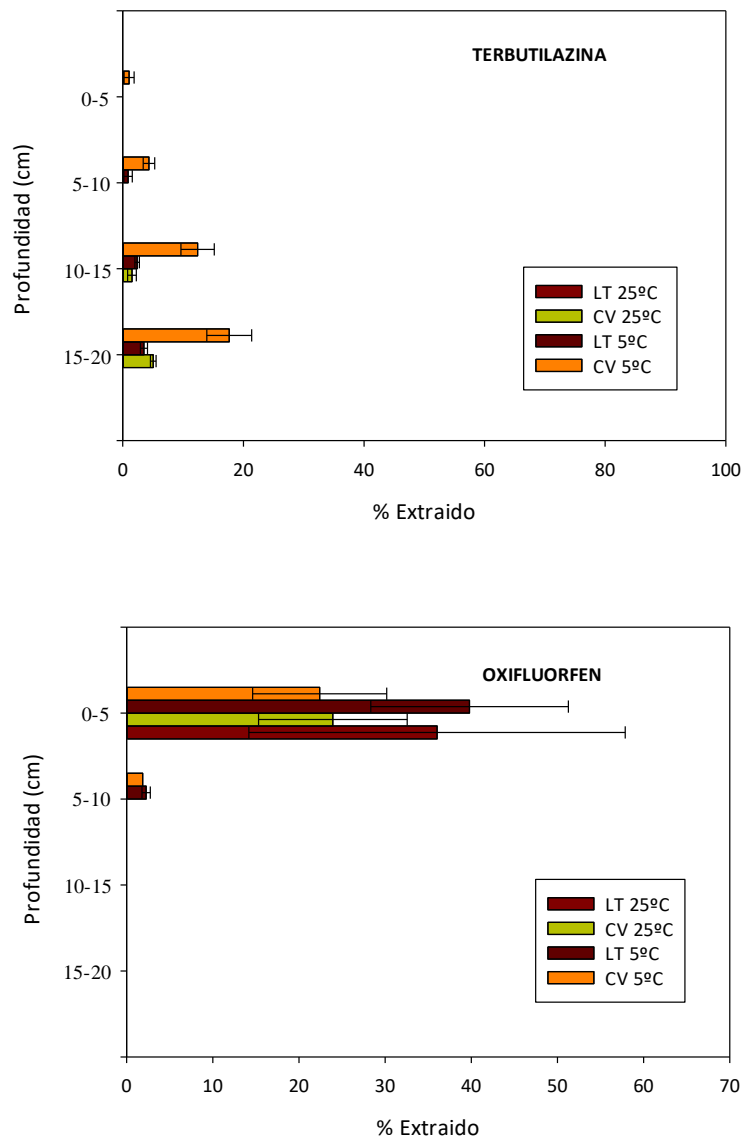 TERBUTILAZINA
Profundidad (cm)
0-5
5-10
10-15
15-20
LT 25ºC
CV 25ºC
LT 5ºC
CV 5ºC
0 20 40 60 80 100
% Extraido
OXIFLUORFEN
Profundidad (cm)
0-5
5-10
10-15
15-20
LT 25ºC
CV 25ºC
LT 5ºC
CV 5ºC
0 10 20 30 40 50 60 70
% Extraido